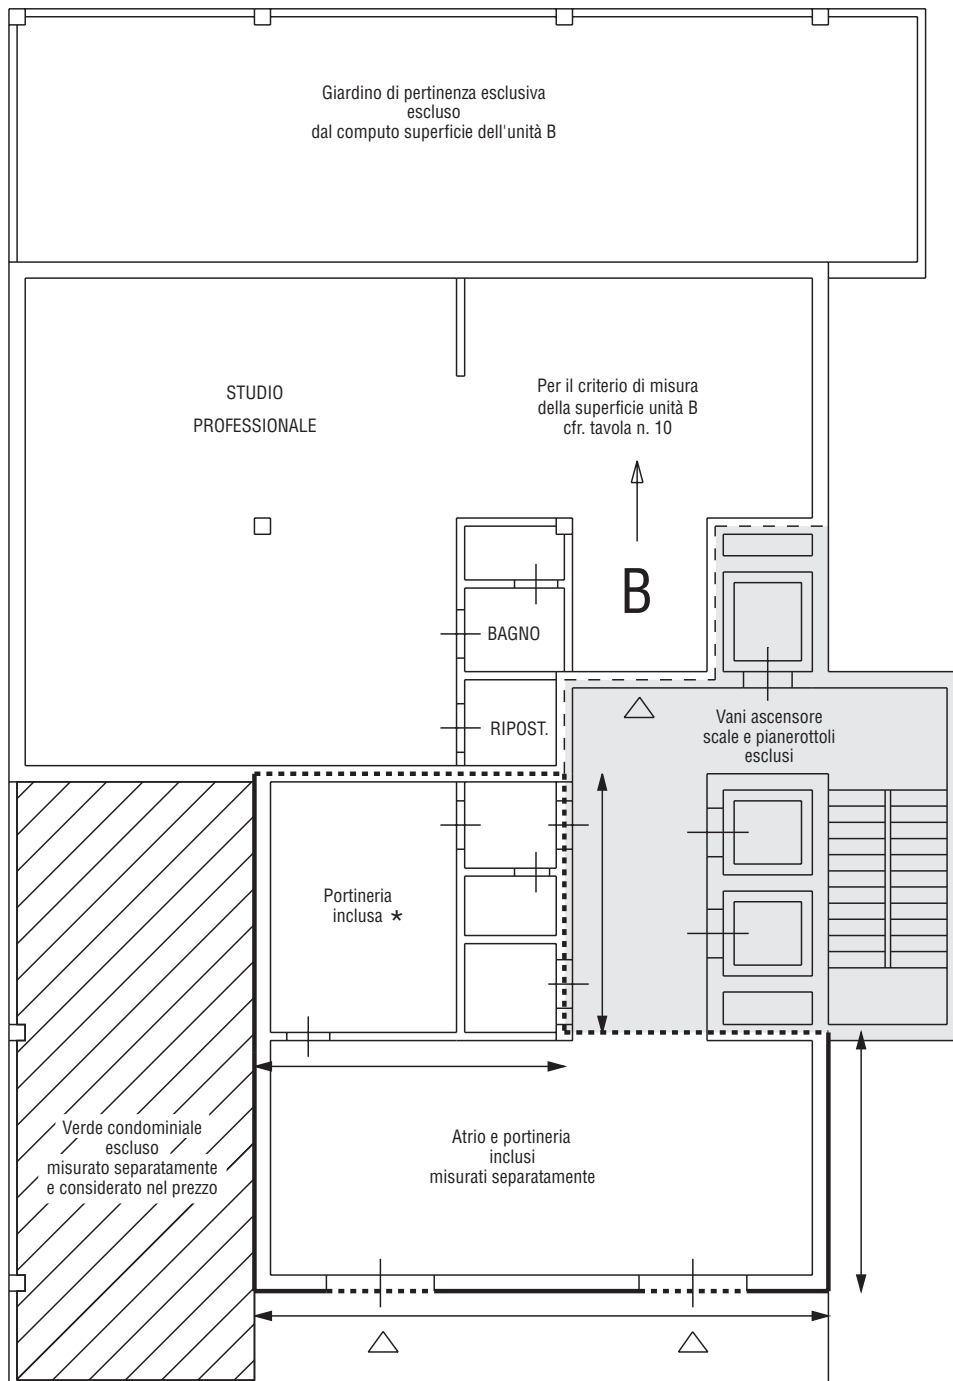 Giardino di pertinenza esclusiva
escluso
dal computo superficie dell'unità B
STUDIO
PROFESSIONALE
Per il criterio di misura
della superficie unità B
cfr. tavola n. 10
B
BAGNO
RIPOST.
Vani ascensore
scale e pianerottoli
esclusi
Portineria
inclusa *
Verde condominiale
escluso
misurato separatamente
e considerato nel prezzo
Atrio e portineria
inclusi
misurati separatamente